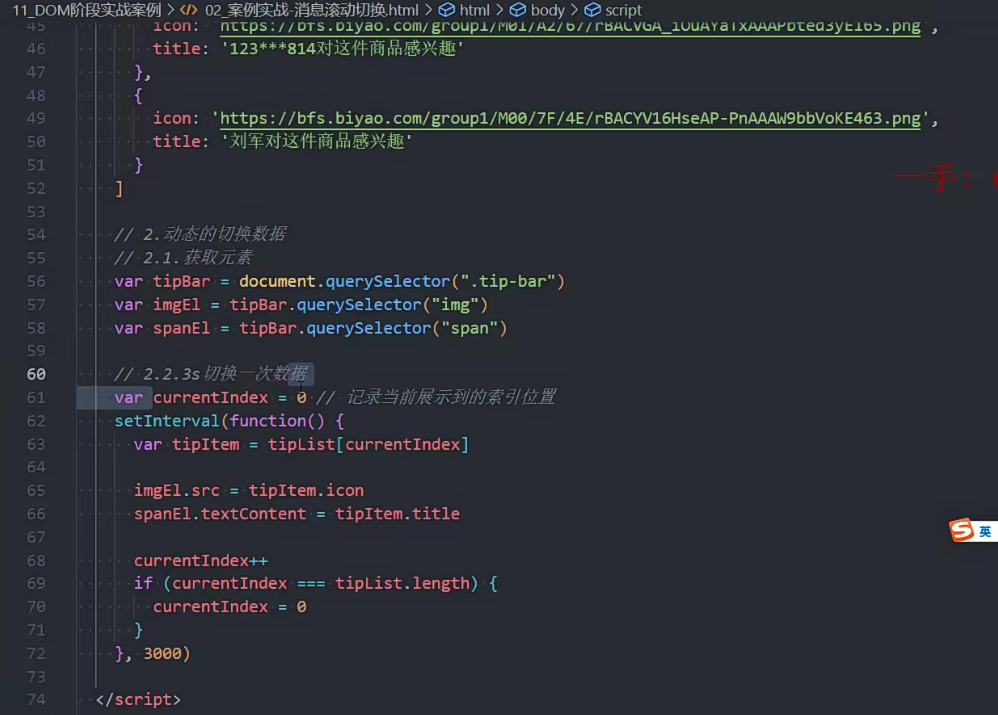 11_DOM阶段实战案例 > 02_案例实战-消息滚动切换.html > html > body > script
45 icon: 'https://bfs.biyao.com/group1/M01/A2/67/rBACVGA_iOUAYaTxAAAPbted3yE165.png',
46 title: '123***814对这件商品感兴趣'
47 },
48 {
49 icon: 'https://bfs.biyao.com/group1/M00/7F/4E/rBACYV16HseAP-PnAAAW9bbVoKE463.png',
50 title: '刘军对这件商品感兴趣'
51 }
52 ]
53
54 // 2.动态的切换数据
55 // 2.1.获取元素
56 var tipBar = document.querySelector(".tip-bar")
57 var imgEl = tipBar.querySelector("img")
58 var spanEl = tipBar.querySelector("span")
59
60 // 2.2.3s切换一次数据
61 var currentIndex = 0 // 记录当前展示到的索引位置
62 setInterval(function() {
63 var tipItem = tipList[currentIndex]
64
65 imgEl.src = tipItem.icon
66 spanEl.textContent = tipItem.title
67
68 currentIndex++
69 if (currentIndex === tipList.length) {
70 currentIndex = 0
71 }
72 }, 3000)
73
74 </script>
一手:
S 英